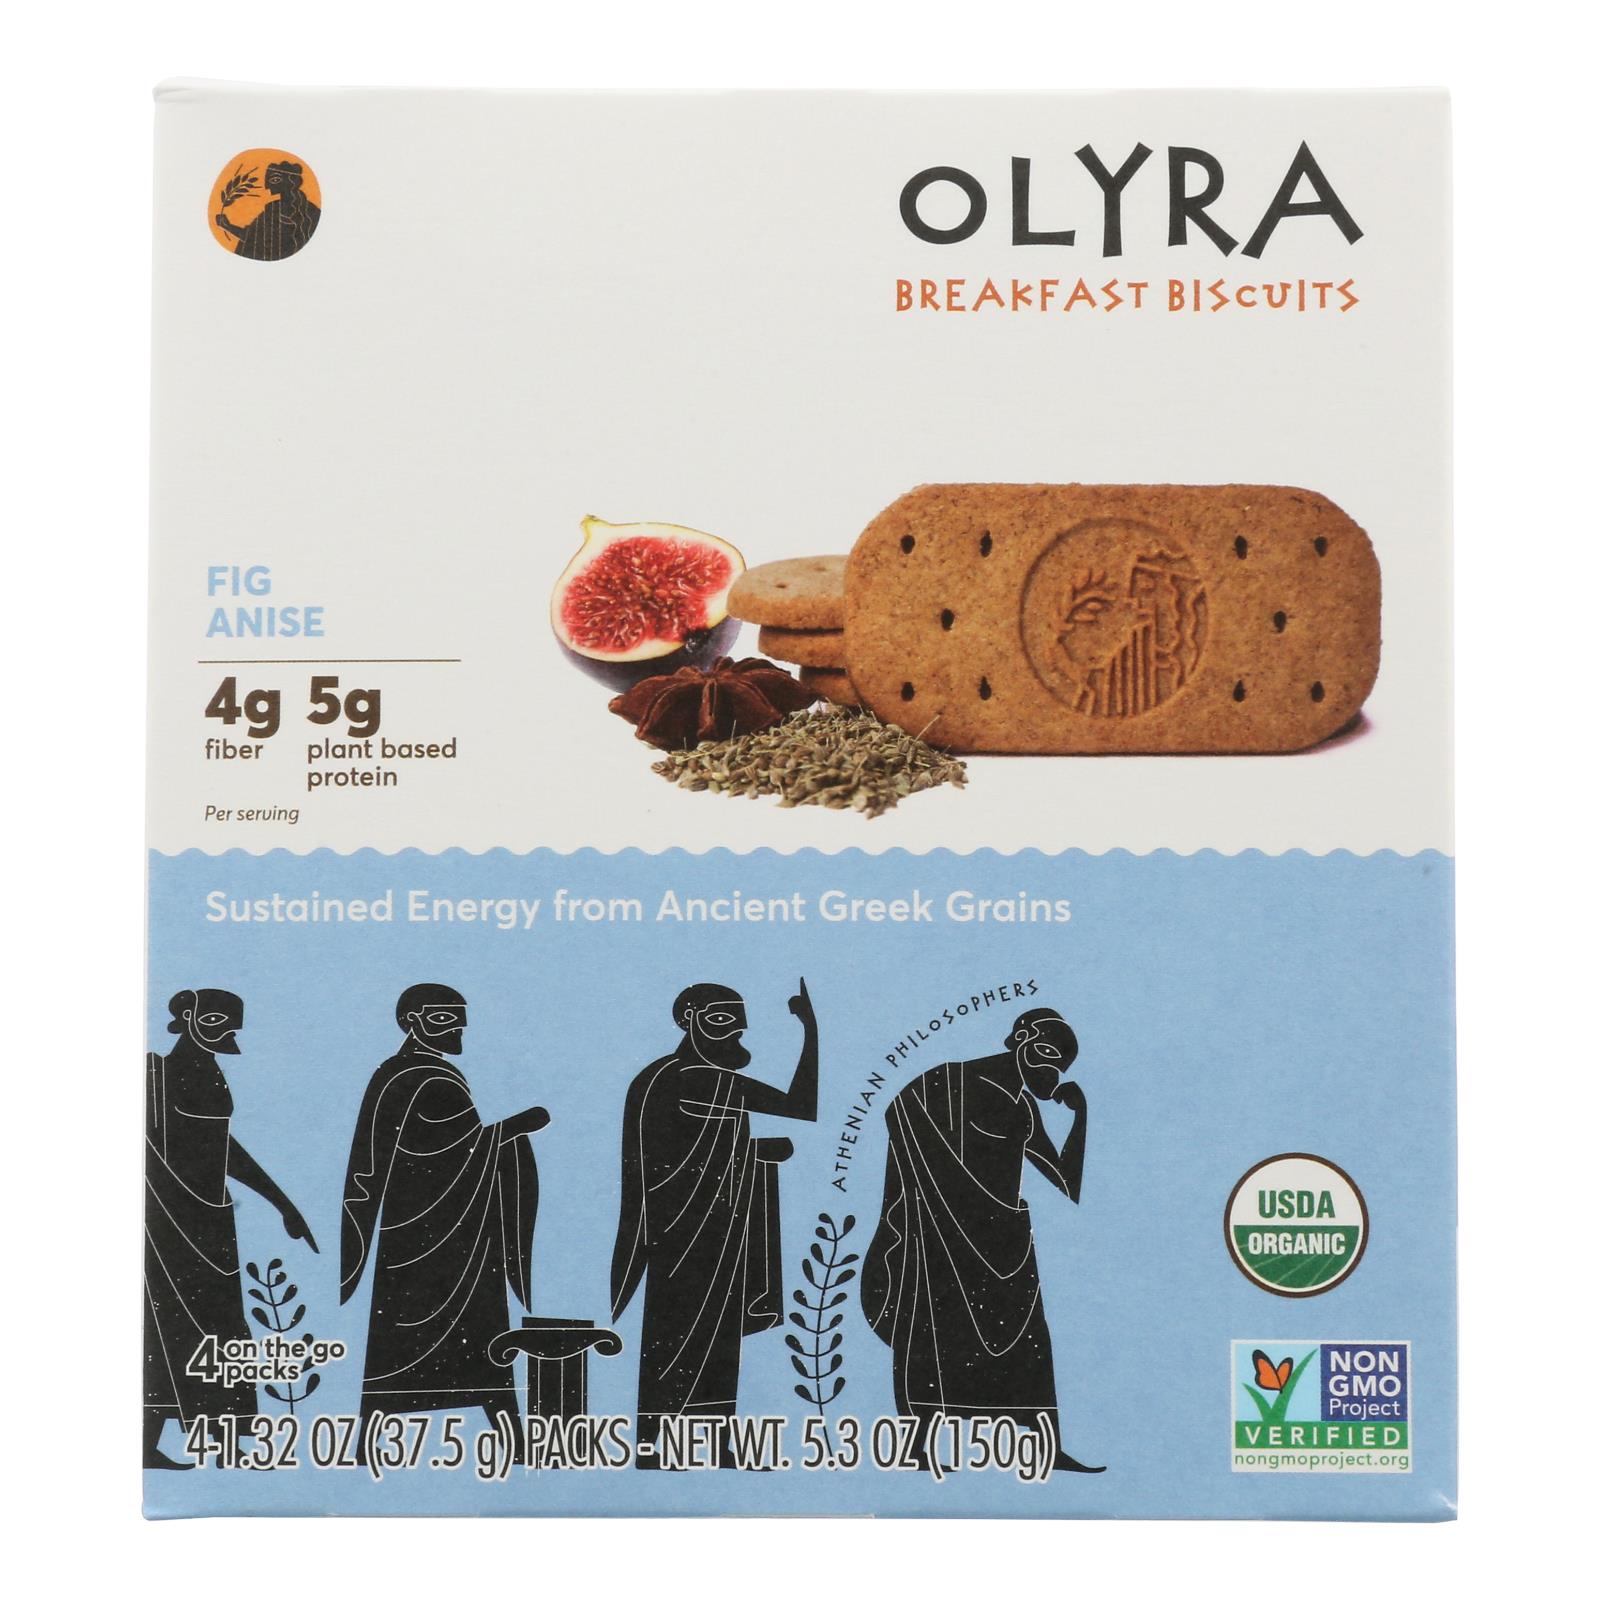 OLYRA
BREAKFAST BISCUITS
FIG
ANISE
4g 5g
fiber plant based
protein
Per serving
Sustained Energy from Ancient Greek Grains
ATHENIAN PHILOSOPHERS
USDA
ORGANIC
4 on the go
packs
NON
GMO
Project
VERIFIED
nongmoproject.org
4-1.32 OZ (37.5 g) PACKS - NET WT. 5.3 OZ (150g)